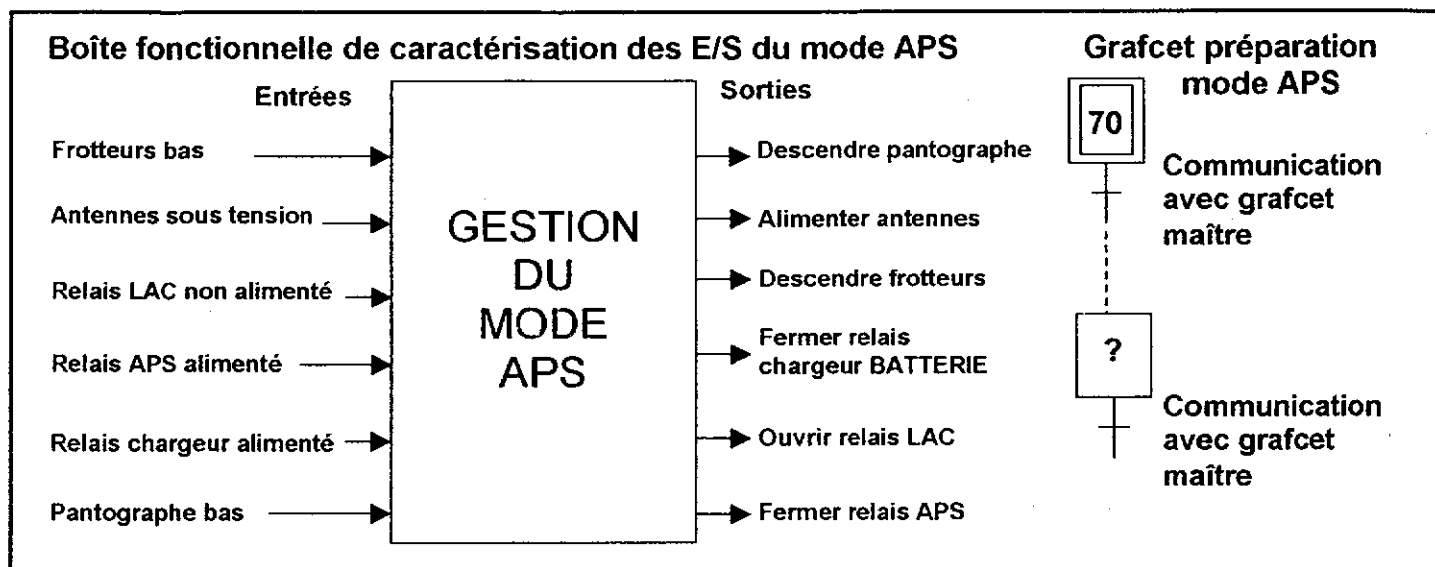 Boîte fonctionnelle de caractérisation des E/S du mode APS
Entrées
Frotteurs bas
Antennes sous tension
Relais LAC non alimenté
Relais APS alimenté
Relais chargeur alimenté
Pantographe bas
GESTION
DU
MODE
APS
Sorties
Descendre pantographe
Alimenter antennes
Descendre frotteurs
Fermer relais
chargeur BATTERIE
Ouvrir relais LAC
Fermer relais APS
Grafcet préparation
mode APS
70
Communication
avec grafcet
maître
?
Communication
avec grafcet
maître